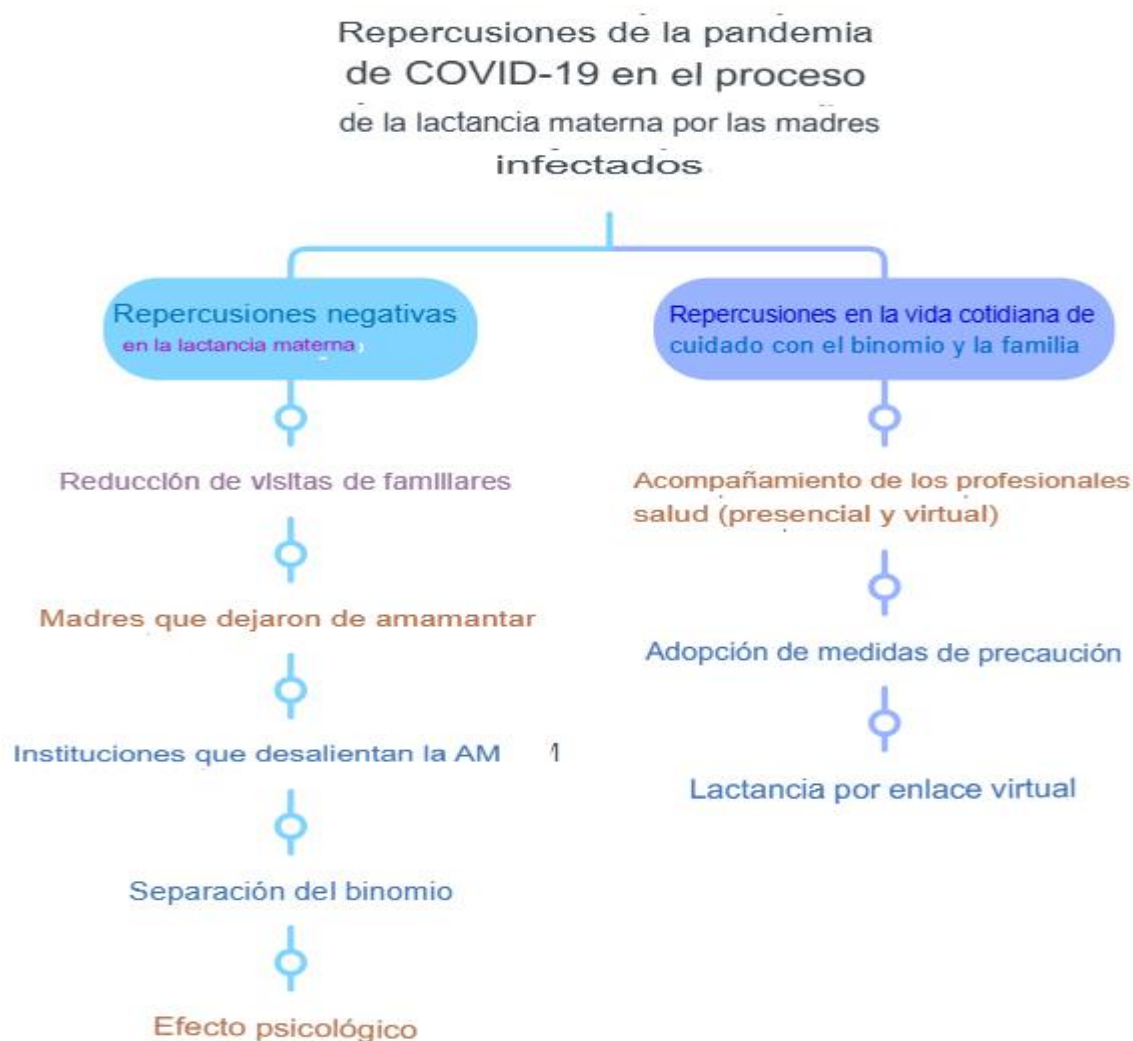 Repercusiones de la pandemia
de COVID-19 en el proceso
de la lactancia materna por las madres
infectados
Repercusiones negativas
en la lactancia materna
Reducción de visitas de familiares
Madres que dejaron de amamantar
Instituciones que desalientan la AM
Separación del binomio
Efecto psicológico
Repercusiones en la vida cotidiana de
cuidado con el binomio y la familia
Acompañamiento de los profesionales
salud (presencial y virtual)
Adopción de medidas de precaución
Lactancia por enlace virtual